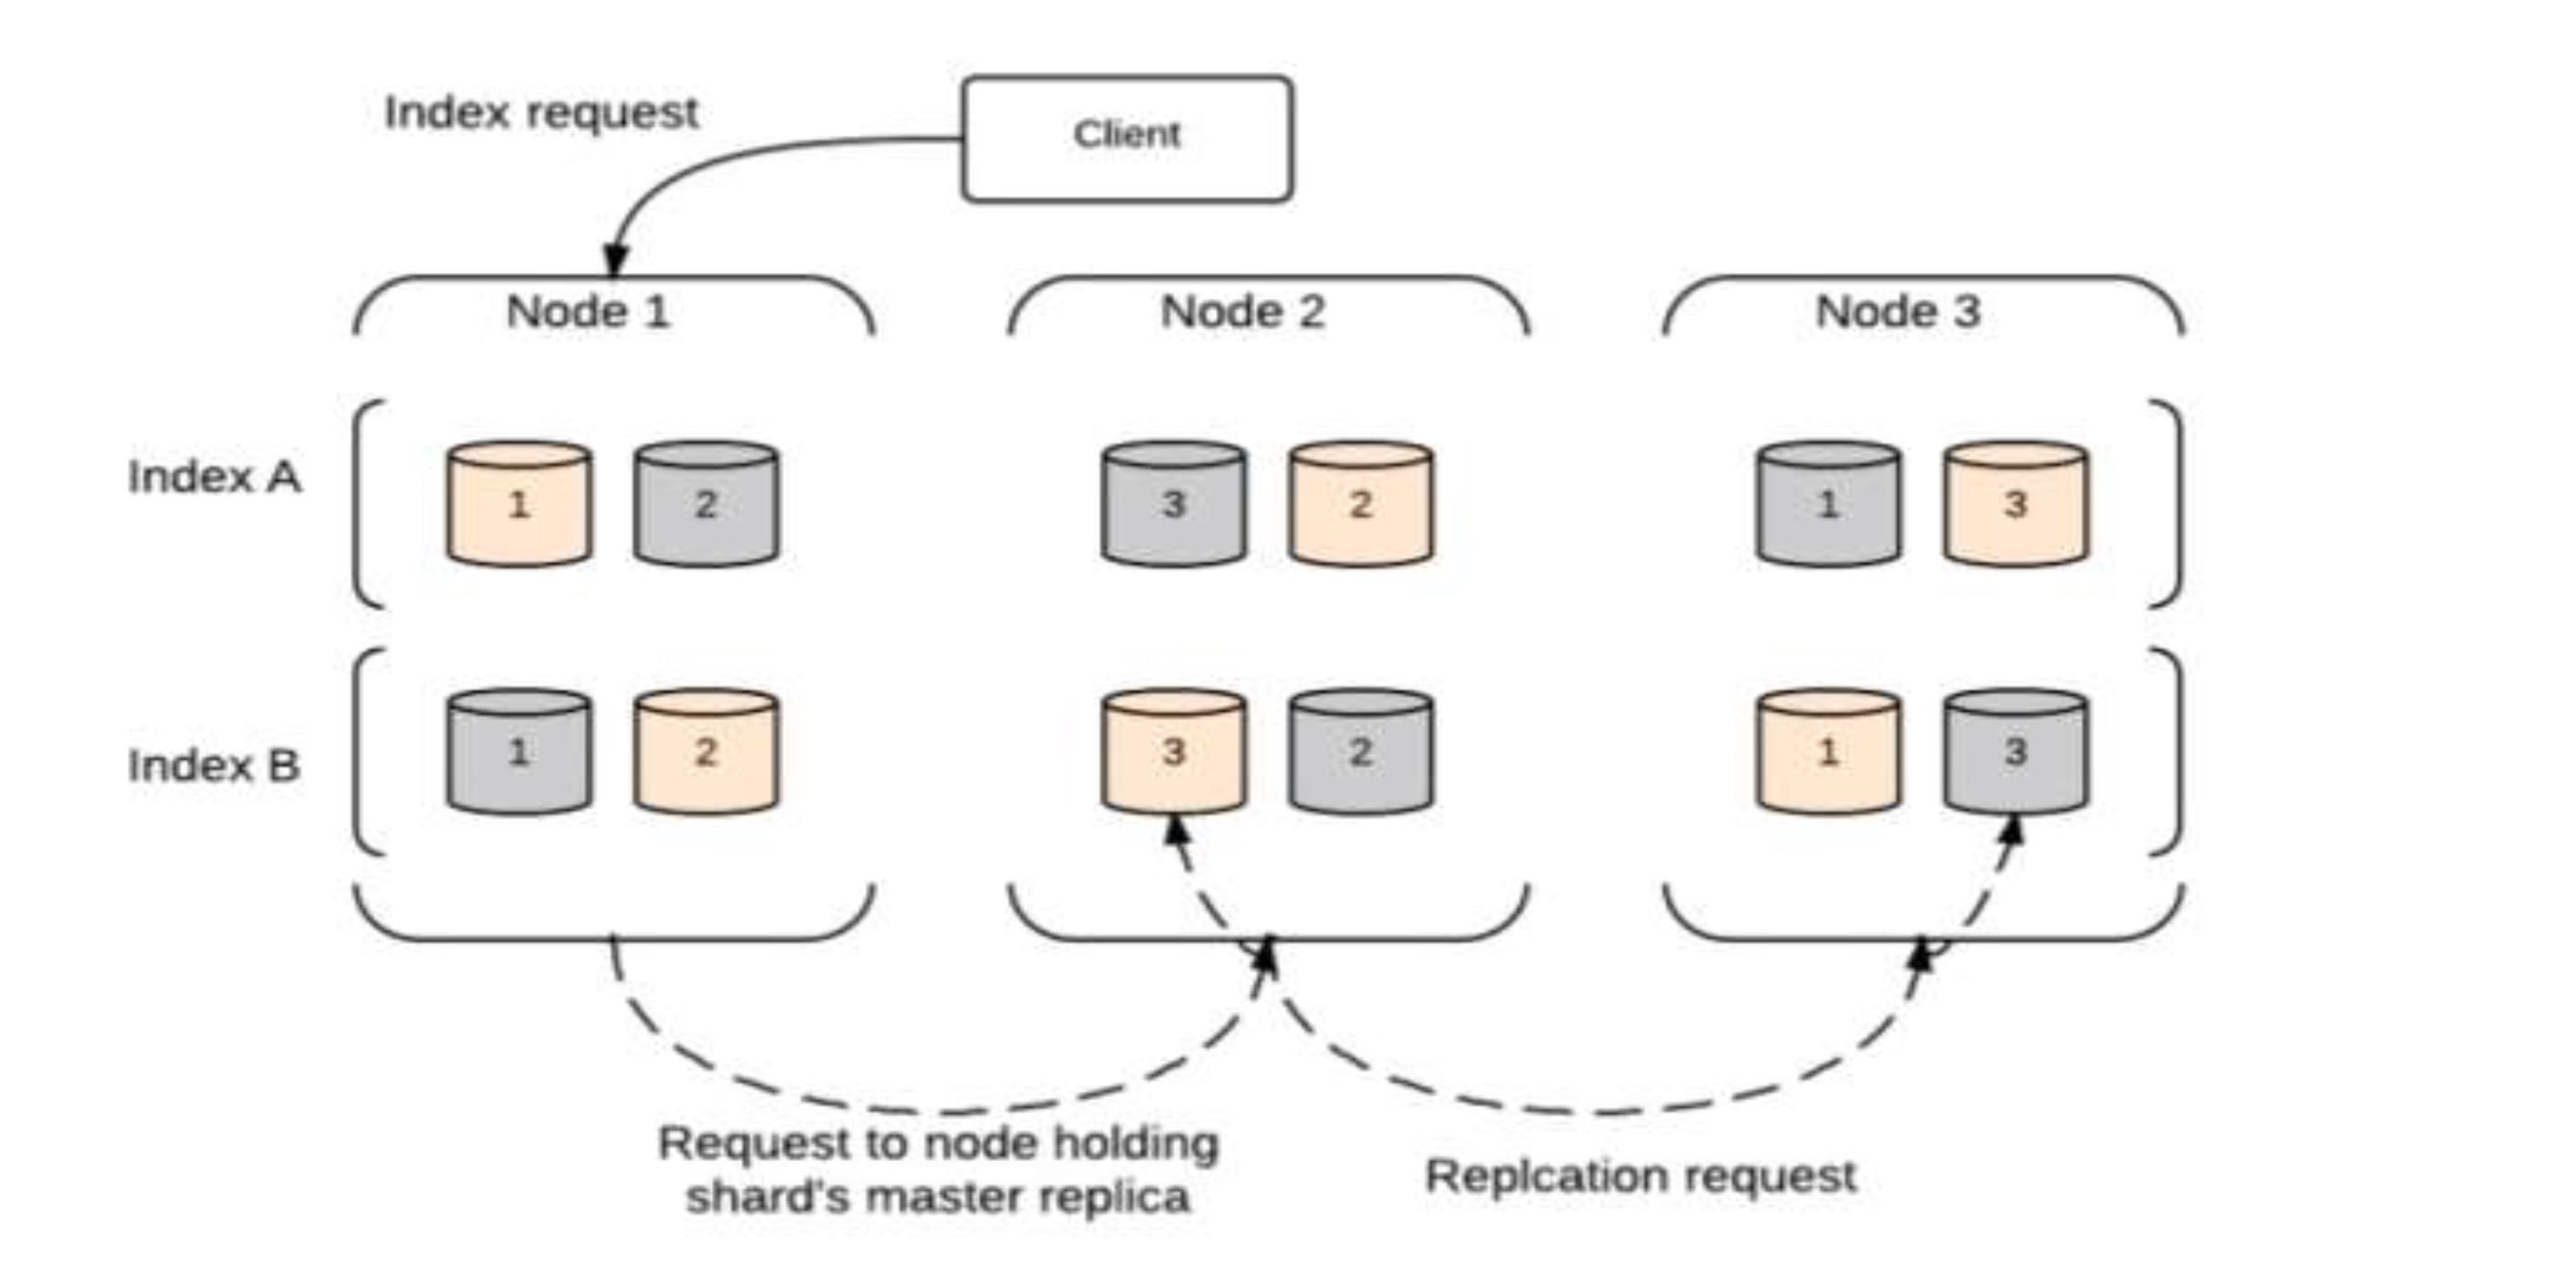 Index request
Client
Node 1
Node 2
Node 3
Index A
1
2
3
2
1
3
Index B
1
2
3
2
1
3
Request to node holding
shard's master replica
Replcation request